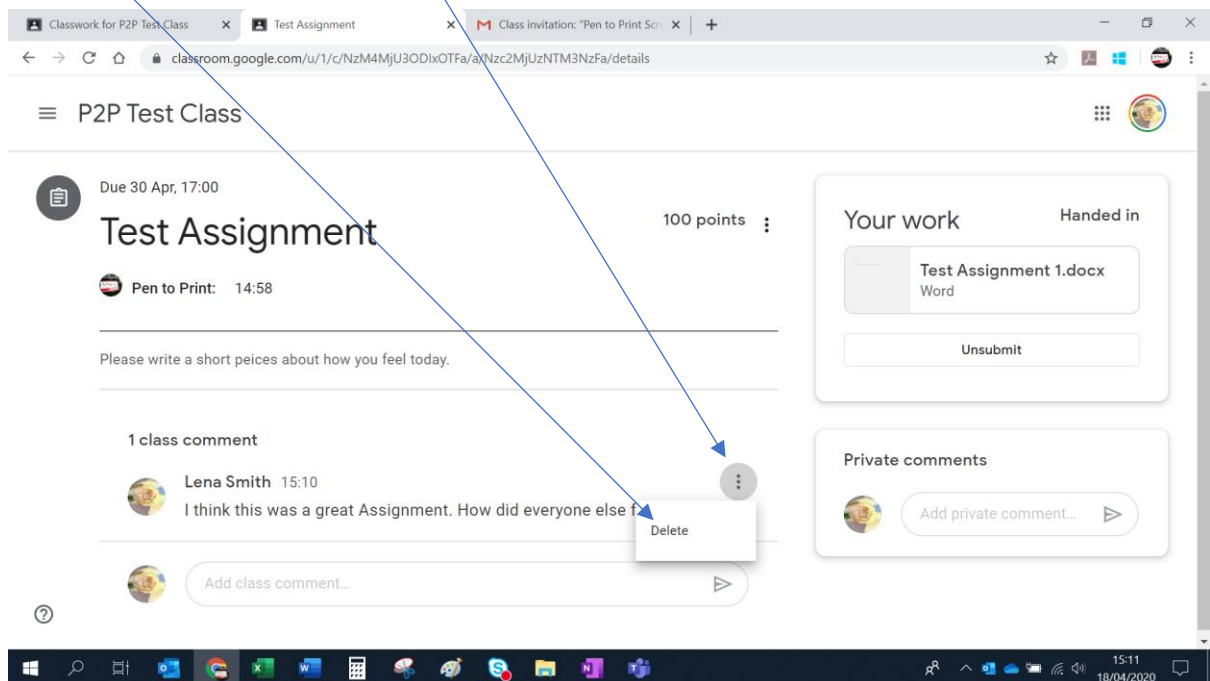 Classwork for P2P Test Class
Test Assignment
Class invitation: "Pen to Print Scre
classroom.google.com/u/1/c/NzM4MjU3ODIxOTFa/a/Nzc2MjUzNTM3NzFa/details
P2P Test Class
Due 30 Apr, 17:00
Test Assignment
100 points
Pen to Print: 14:58
Please write a short peices about how you feel today.
1 class comment
Lena Smith 15:10
I think this was a great Assignment. How did everyone else f
Delete
Add class comment...
Your work
Handed in
Test Assignment 1.docx
Word
Unsubmit
Private comments
Add private comment...
15:11
18/04/2020